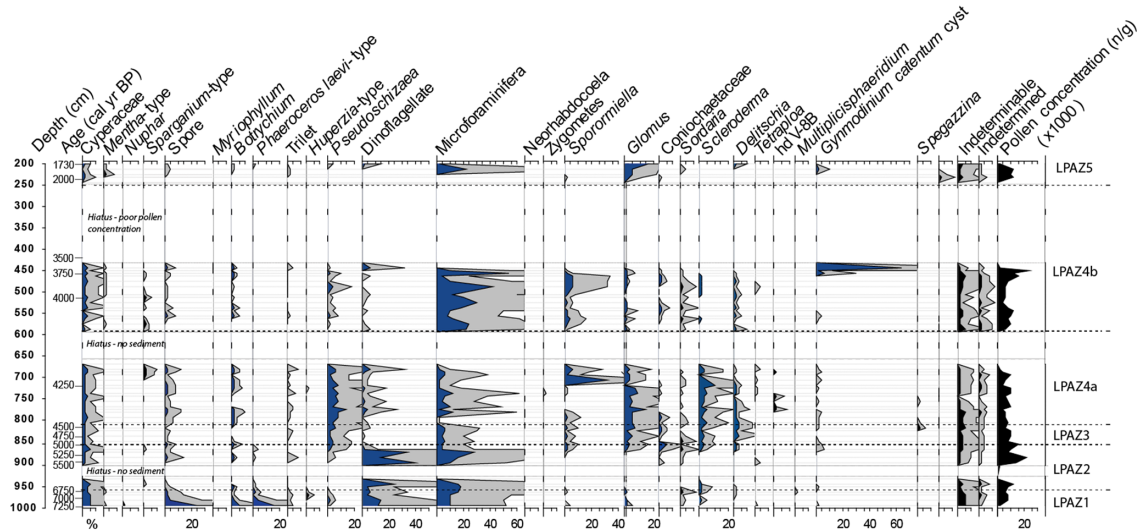 Depth (cm)
Age (cal yr BP)
Cyperaceae
Mentha-type
Nuphar
Sparganium-type
Spore
Myriophyllum
Botrychium
Phaeroceros laevi-type
Trilet
Huperzia-type
Pseudoschizaea
Dinoflagellate
Microforaminifera
Neorhabdocoela
Zygometes
Sporormiella
Glomus
Coniochaetaceae
Sordaria
Scleroderma
Delitschia
Tetraploa
hd V-8B
Multiplicisphaeridium
Gymnodinium catentum cyst
Spegazzina
Indeterminable
Indetermined
Pollen concentration (n/g)
(x1000)
200 1730 LPAZ5
2000
250
300 Hiatus - poor pollen
concentration
350
400 3500
450 3750 LPAZ4b
500 4000
550
600
650 Hiatus - no sediment
700 4250 LPAZ4a
750
800 4500
850 4750 LPAZ3
5000
900 5250
5500 LPAZ2
950 Hiatus - no sediment
6750
7000 LPAZ1
1000 7250
% 20 20 20 20 40 60 20 40 60 20 40 20 20 20 40 60 20